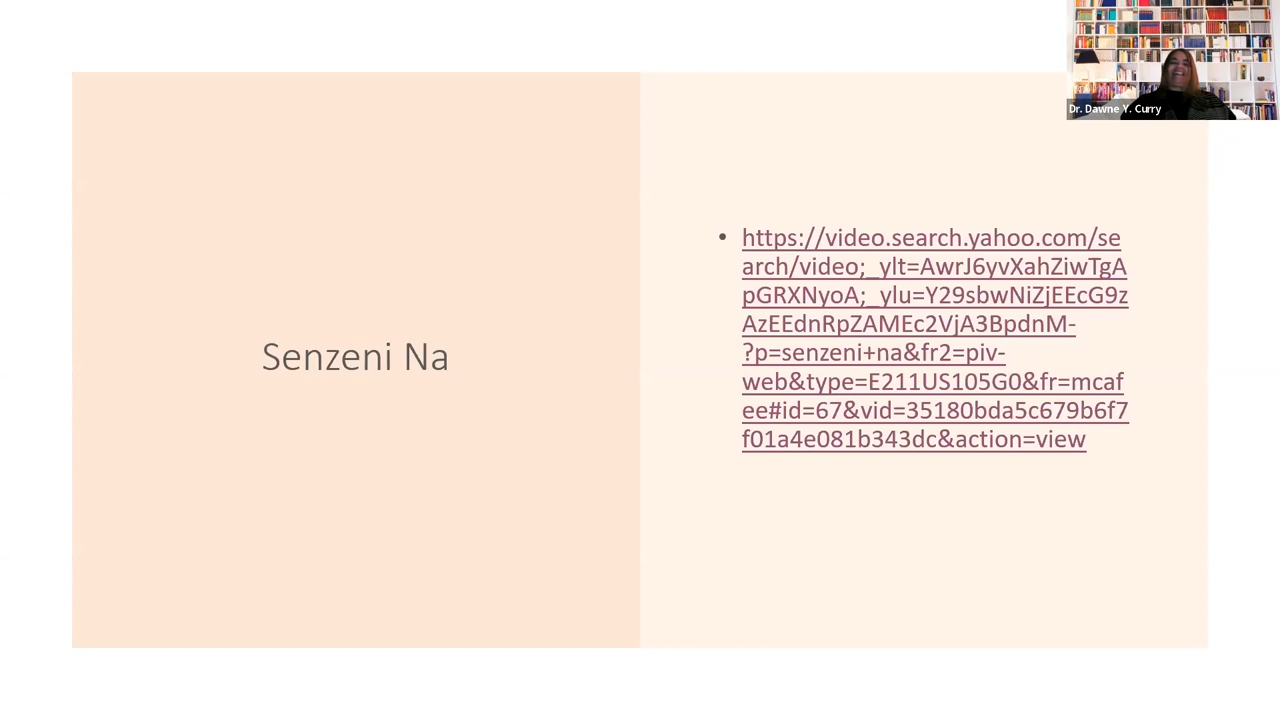 Dr. Dawne Y. Curry
Senzeni Na
• https://video.search.yahoo.com/se
arch/video;_ylt=AwrJ6yvXahZiwTgA
pGRXNyoA;_ylu=Y29sbwNiZjEEcG9z
AzEEdnRpZAMEc2VjA3BpdnM-
?p=senzeni+na&fr2=piv-
web&type=E211US105G0&fr=mcaf
ee#id=67&vid=35180bda5c679b6f7
f01a4e081b343dc&action=view